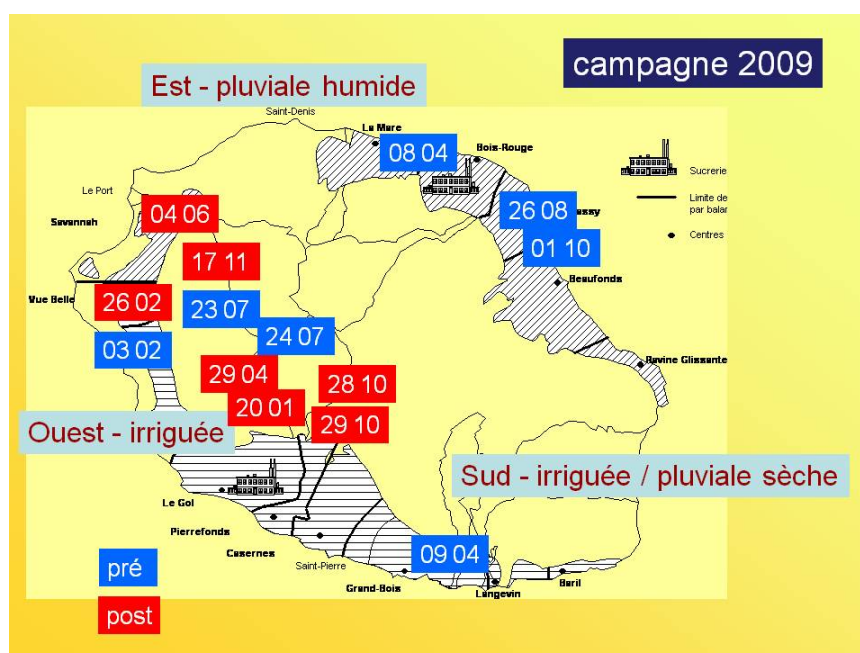 campagne 2009
Est - pluviale humide
Saint-Denis
La Mare
08 04
Bois-Rouge
Sucrerie
Le Port
04 06
Limite de
par balar
Savannah
26 08
assy
Centres
01 10
17 11
Beaufonds
Vue Belle
26 02
23 07
24 07
03 02
Ravine Glissante
29 04
28 10
20 01
29 10
Ouest - irriguée
Sud - irriguée / pluviale sèche
Le Gol
Pierrefonds
Casernes
Saint-Pierre
09 04
Grand-Bois
Langevin
Baril
pré
post